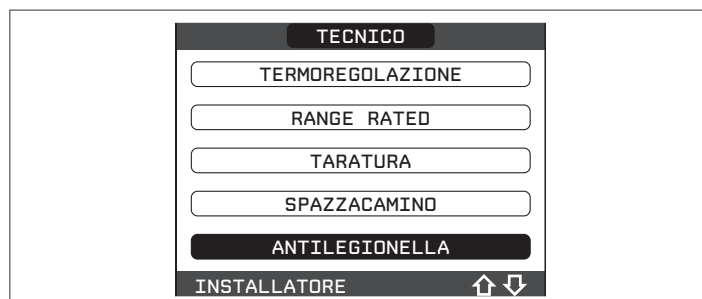 TECNICO
TERMOREGOLAZIONE
RANGE RATED
TARATURA
SPAZZACAMINO
ANTILEGIONELLA
INSTALLATORE